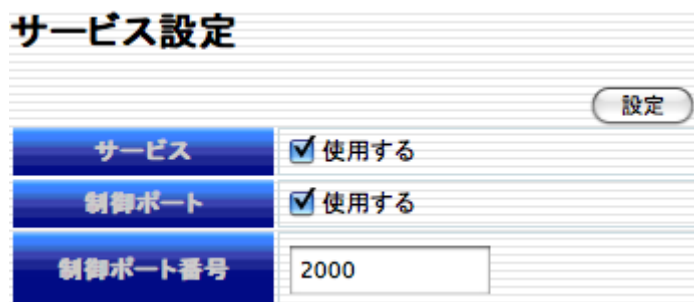 サービス設定
設定
サービス 使用する
制御ポート 使用する
制御ポート番号 2000